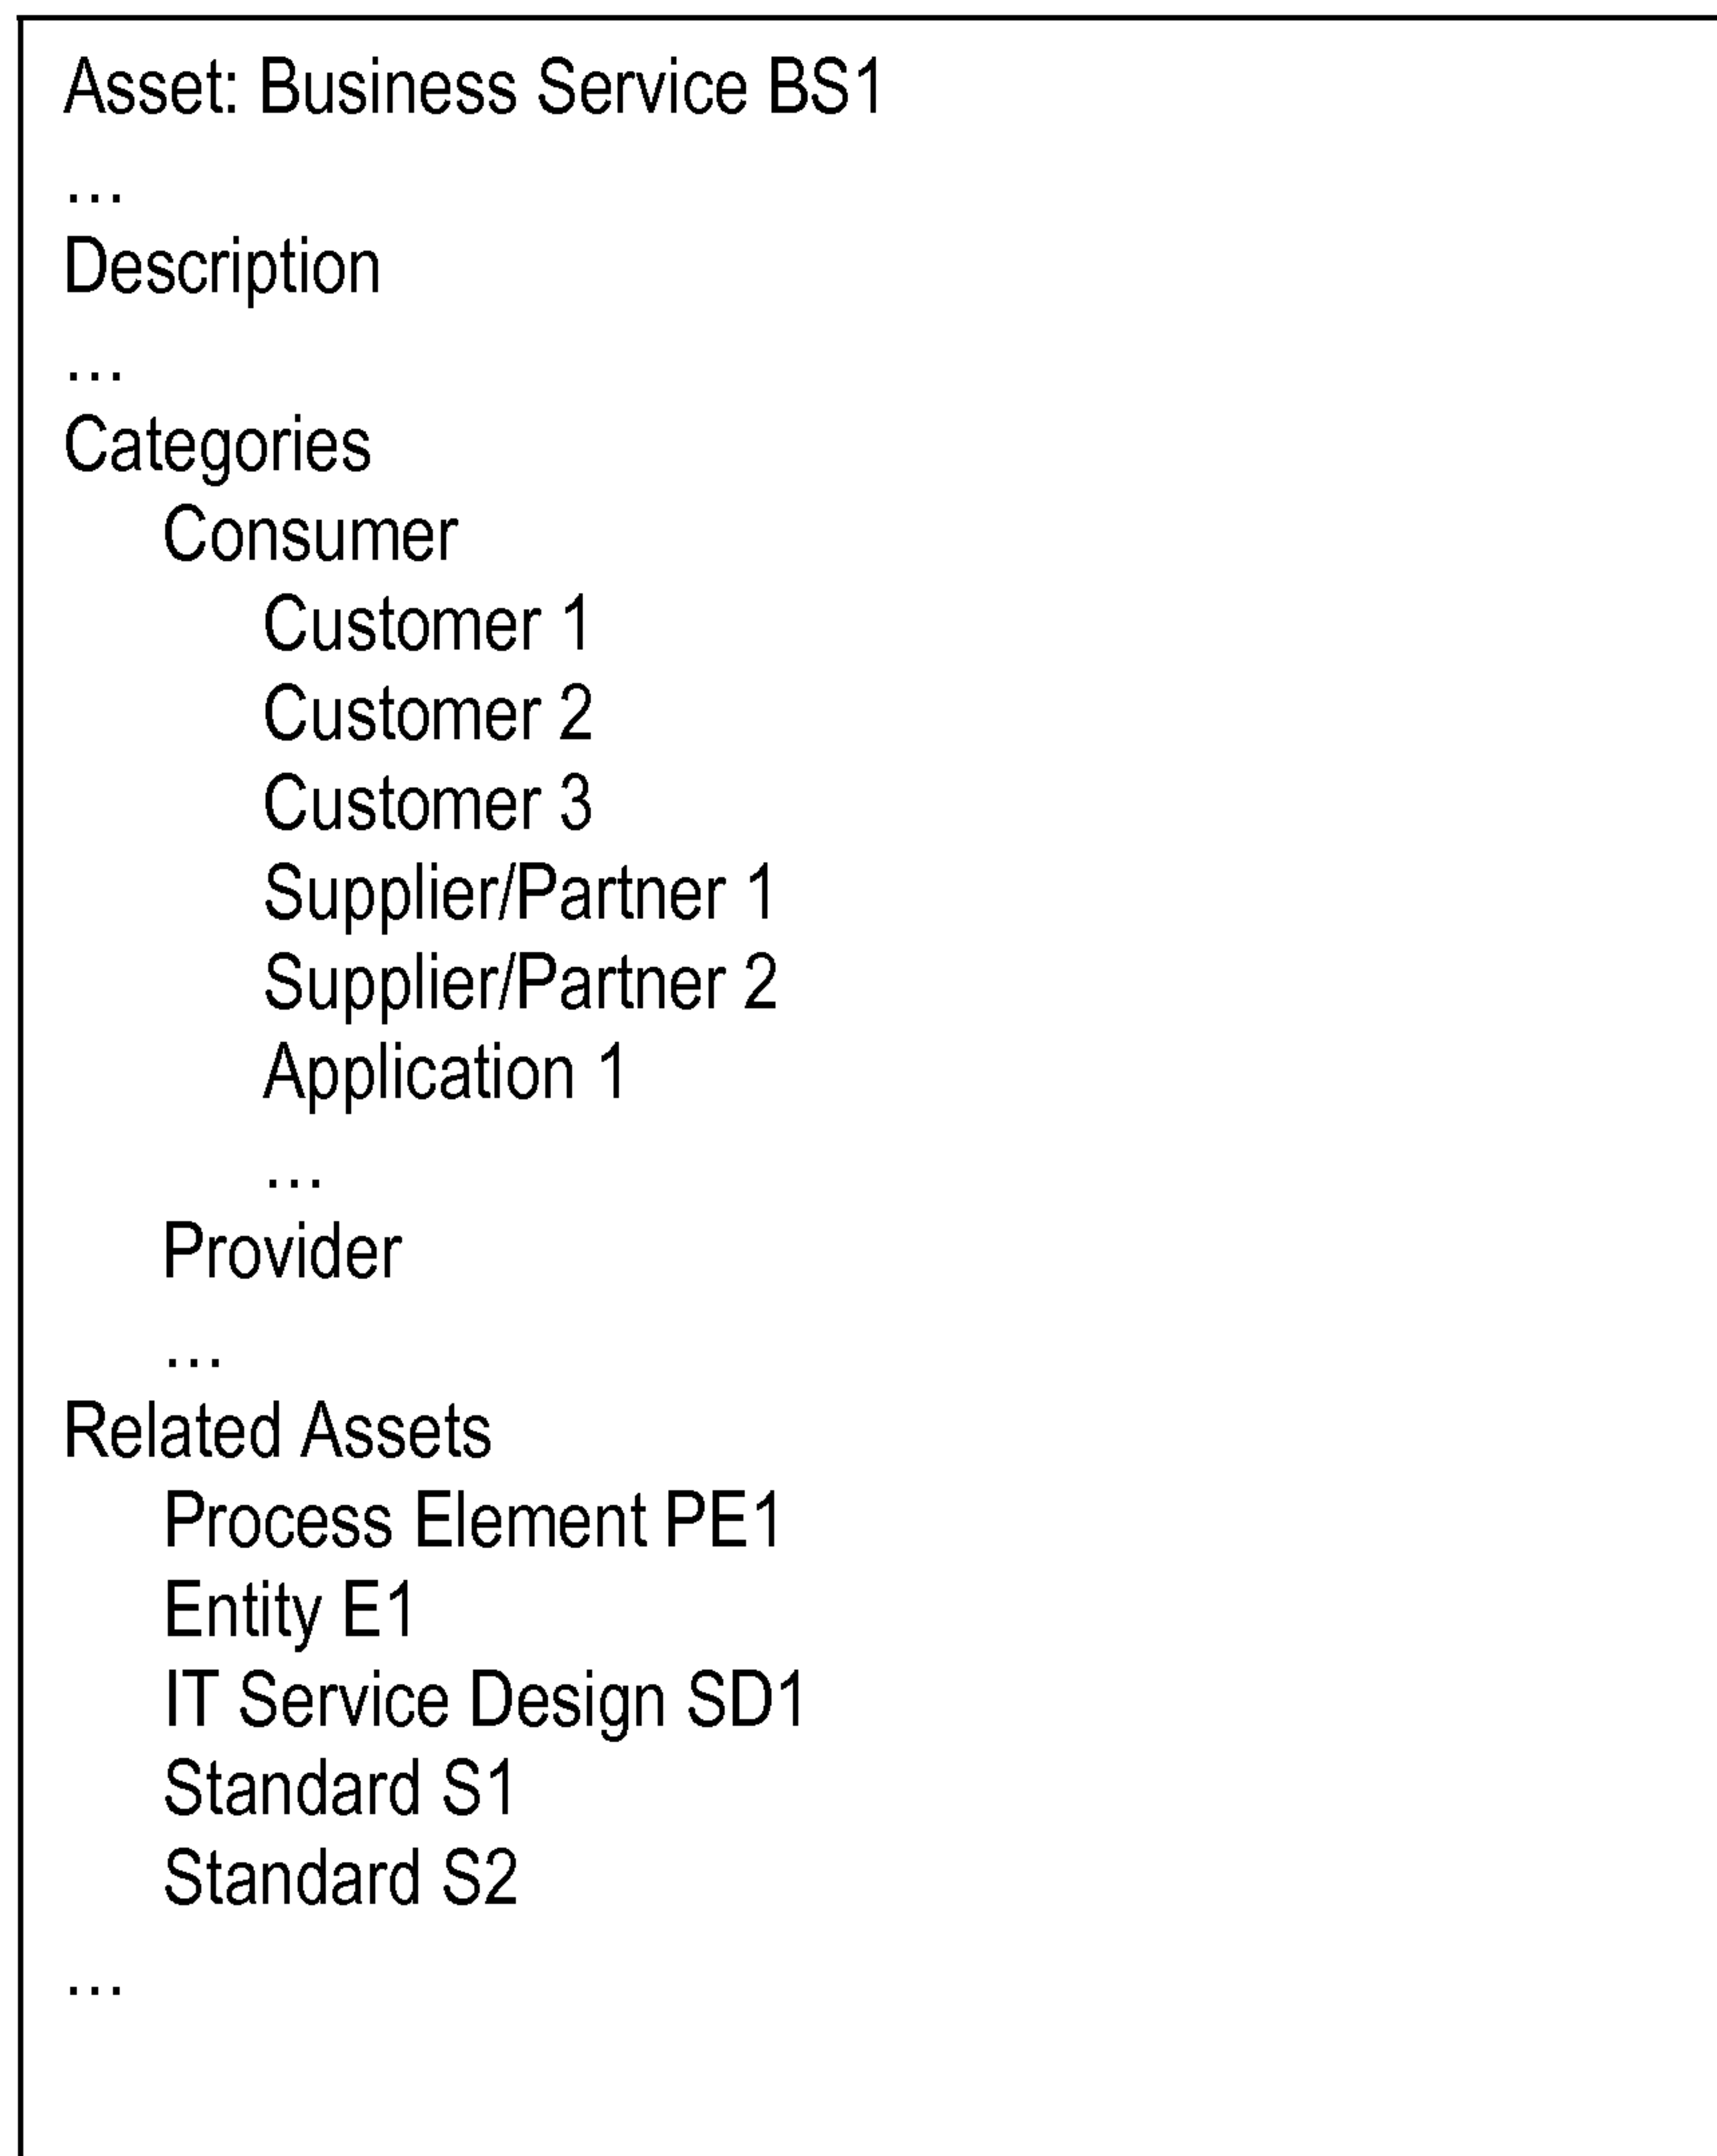 Asset: Business Service BS1
...
Description
...
Categories
Consumer
Customer 1
Customer 2
Customer 3
Supplier/Partner 1
Supplier/Partner 2
Application 1
...
Provider
...
Related Assets
Process Element PE1
Entity E1
IT Service Design SD1
Standard S1
Standard S2
...